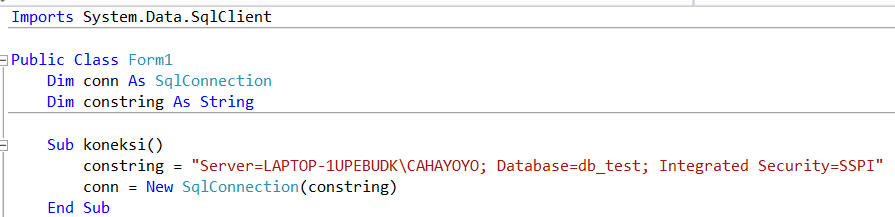 Imports System.Data.SqlClient
Public Class Form1
Dim conn As SqlConnection
Dim constring As String
Sub koneksi()
constring = "Server=LAPTOP-1UPEBUDK\CAHAYOYO; Database=db_test; Integrated Security=SSPI"
conn = New SqlConnection(constring)
End Sub